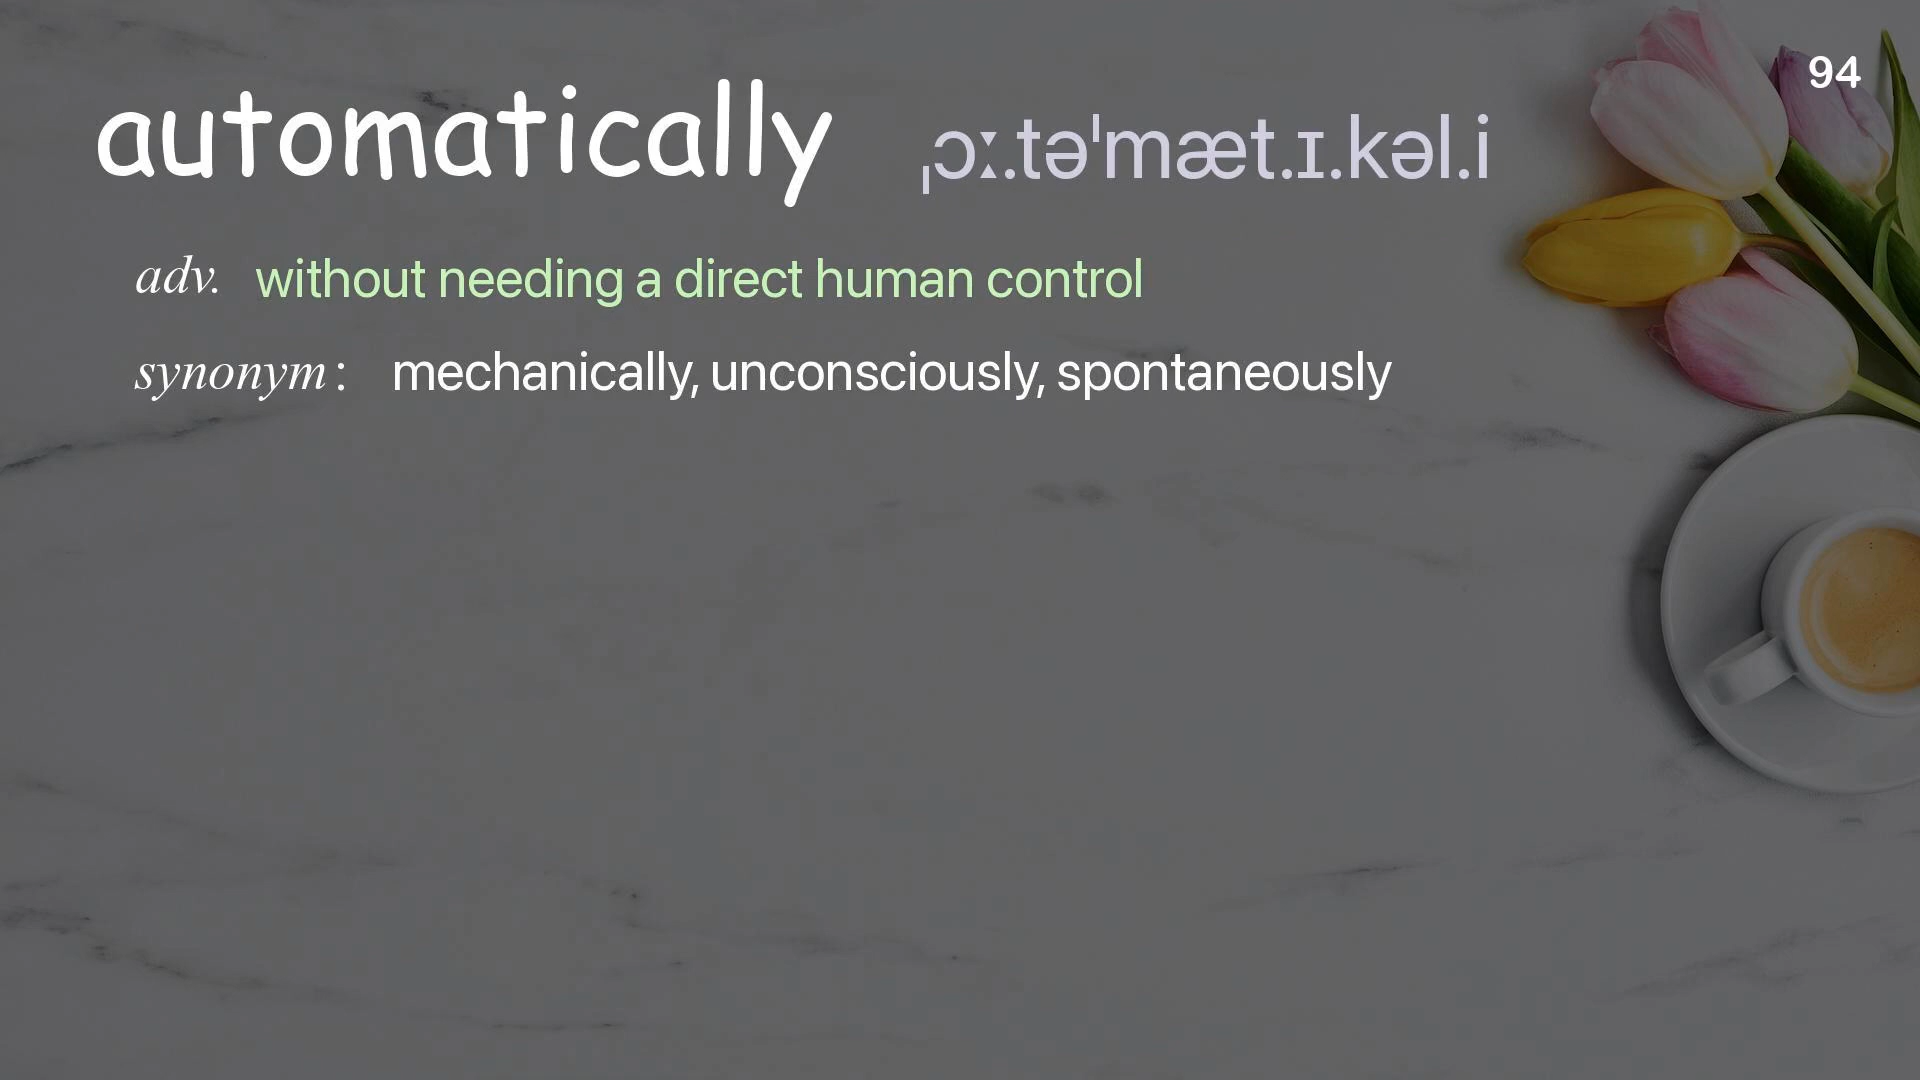 94
automatically ˌɔː.təˈmæt.ɪ.kəl.i
adv. without needing a direct human control
synonym : mechanically, unconsciously, spontaneously